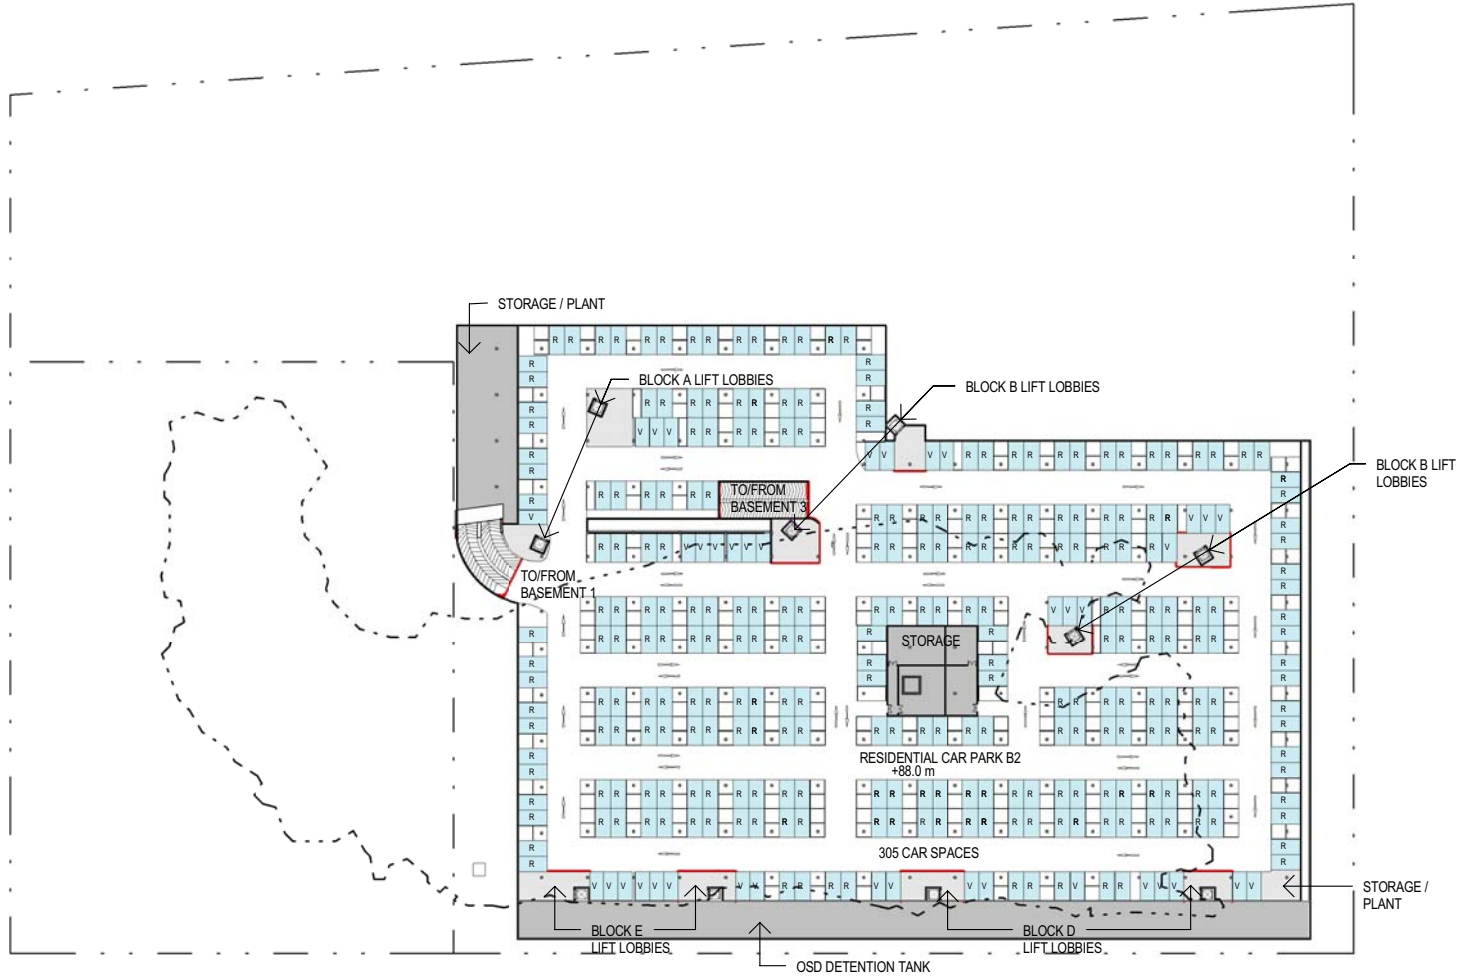 STORAGE / PLANT
BLOCK A LIFT LOBBIES
BLOCK B LIFT LOBBIES
BLOCK B LIFT
LOBBIES
TO/FROM
BASEMENT 3
TO/FROM
BASEMENT 1
STORAGE
RESIDENTIAL CAR PARK B2
+88.0 m
305 CAR SPACES
STORAGE /
PLANT
BLOCK E
LIFT LOBBIES
BLOCK D
LIFT LOBBIES
OSD DETENTION TANK